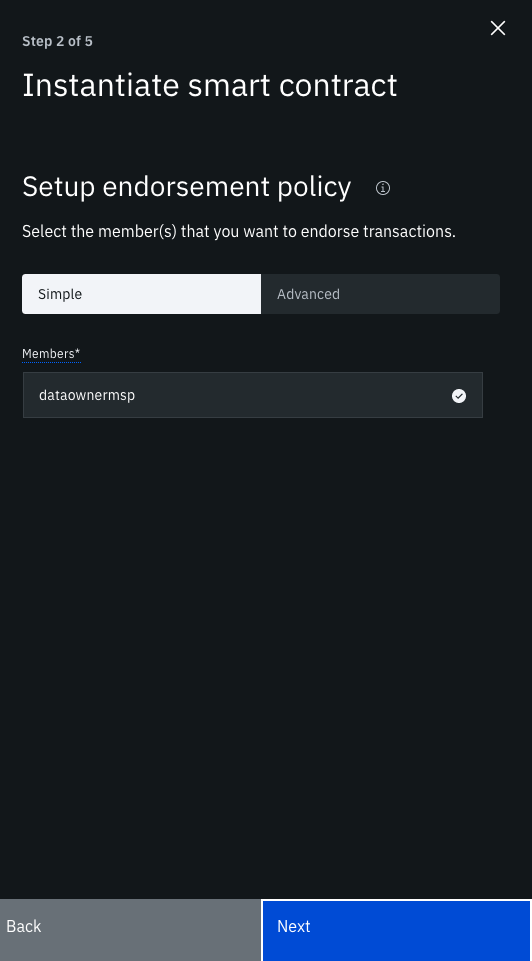 Step 2 of 5
Instantiate smart contract
Setup endorsement policy
Select the member(s) that you want to endorse transactions.
Simple Advanced
Members*
dataownermsp
Back Next